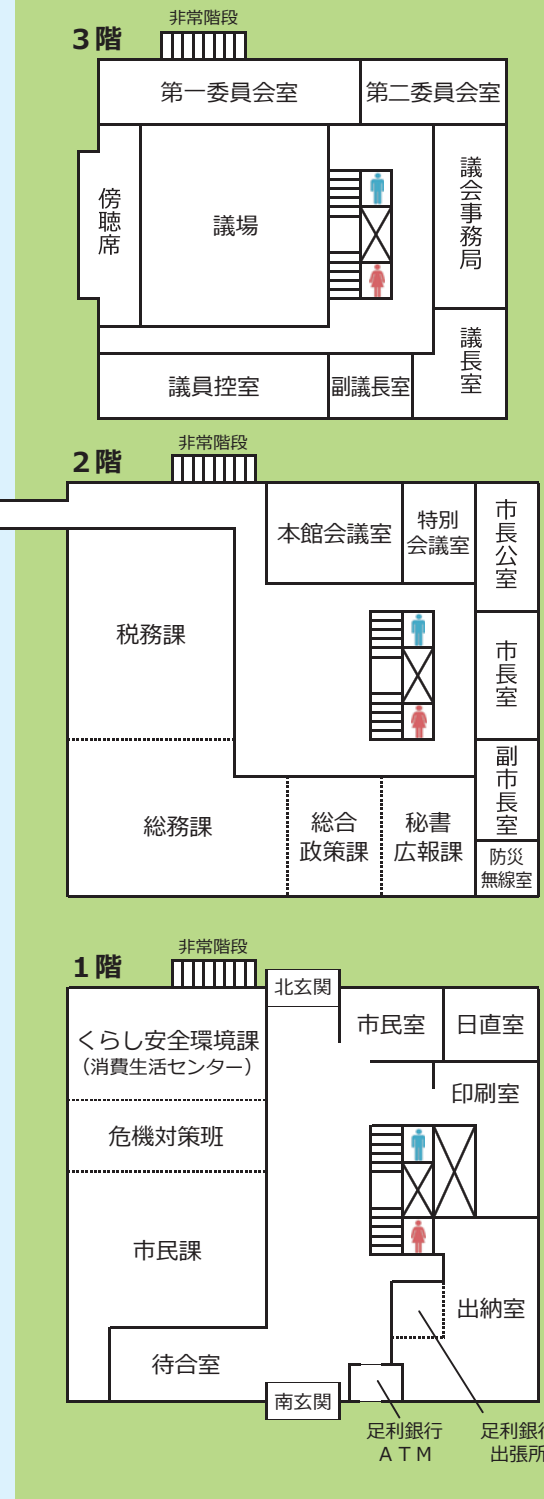 3階
非常階段
第一委員会室
第二委員会室
傍聴席
議場
議会事務局
議長室
議員控室
副議長室
2階
非常階段
本館会議室
特別
会議室
市長公室
税務課
市長室
副市長室
総務課
総合
政策課
秘書
広報課
防災
無線室
1階
非常階段
北玄関
くらし安全環境課
（消費生活センター）
市民室
日直室
印刷室
危機対策班
市民課
出納室
待合室
南玄関
足利銀行
ＡＴＭ
足利銀行
出張所